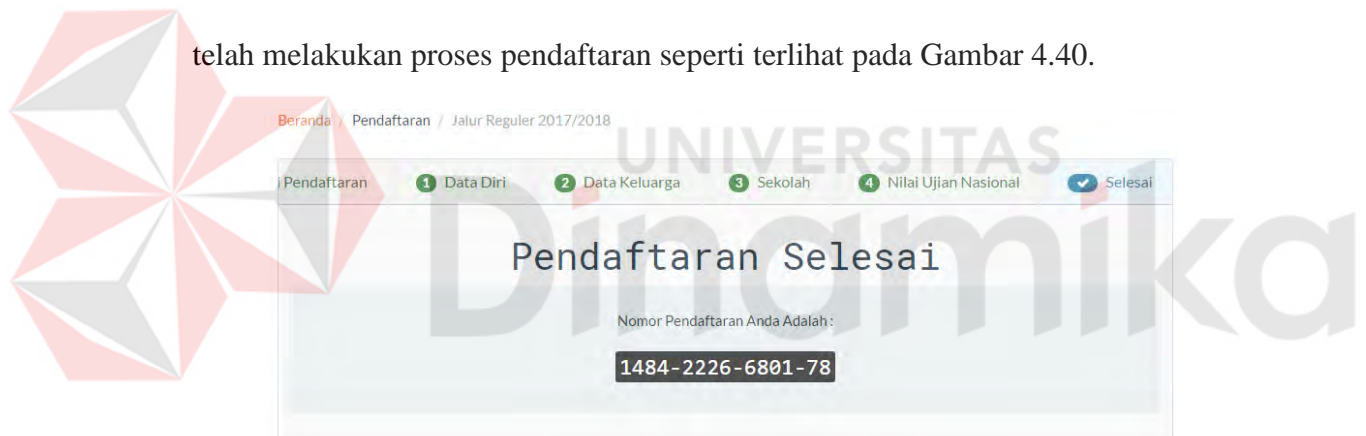 telah melakukan proses pendaftaran seperti terlihat pada Gambar 4.40.
Beranda / Pendaftaran / Jalur Reguler 2017/2018
UNIVERSITAS
Pendaftaran 1 Data Diri 2 Data Keluarga 3 Sekolah 4 Nilai Ujian Nasional Selesai
Dinamika
Pendaftaran Selesai
Nomor Pendaftaran Anda Adalah :
1484-2226-6801-78